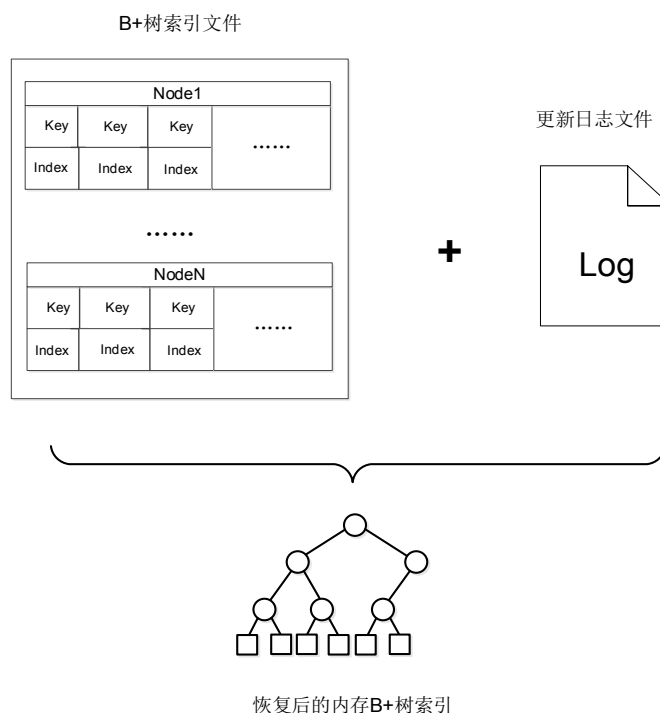 B+树索引文件
Node1
Key Key Key
……
Index Index Index
……
NodeN
Key Key Key
……
Index Index Index
+
更新日志文件
Log
恢复后的内存B+树索引